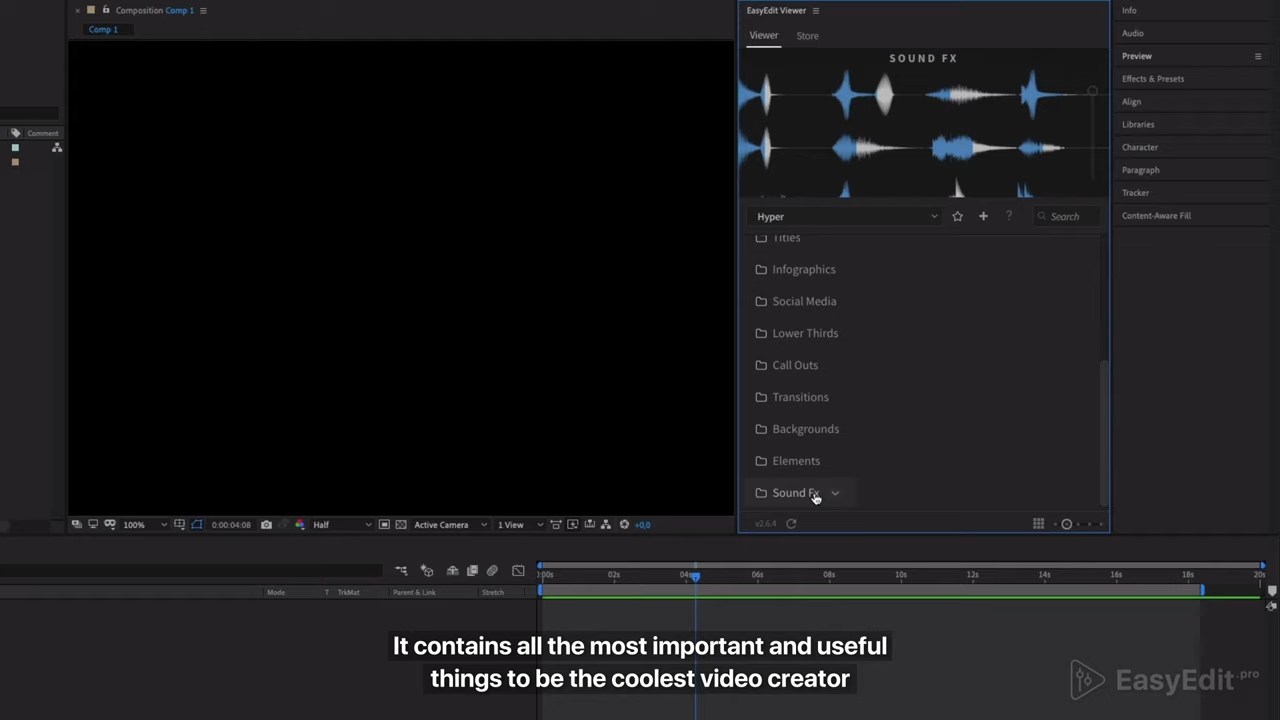 Composition Comp 1
Comp 1
Comment
100%
0:00:04:08
Half
Active Camera
1 View
+0,0
EasyEdit Viewer
Viewer
Store
SOUND FX
Hyper
Search
Titles
Infographics
Social Media
Lower Thirds
Call Outs
Transitions
Backgrounds
Elements
Sound Fx
v2.6.4
Info
Audio
Preview
Effects & Presets
Align
Libraries
Character
Paragraph
Tracker
Content-Aware Fill
Mode
T TrkMat
Parent & Link
Stretch
:00s 02s 04s 06s 08s 10s 12s 14s 16s 18s 20s
It contains all the most important and useful
things to be the coolest video creator
EasyEdit.pro